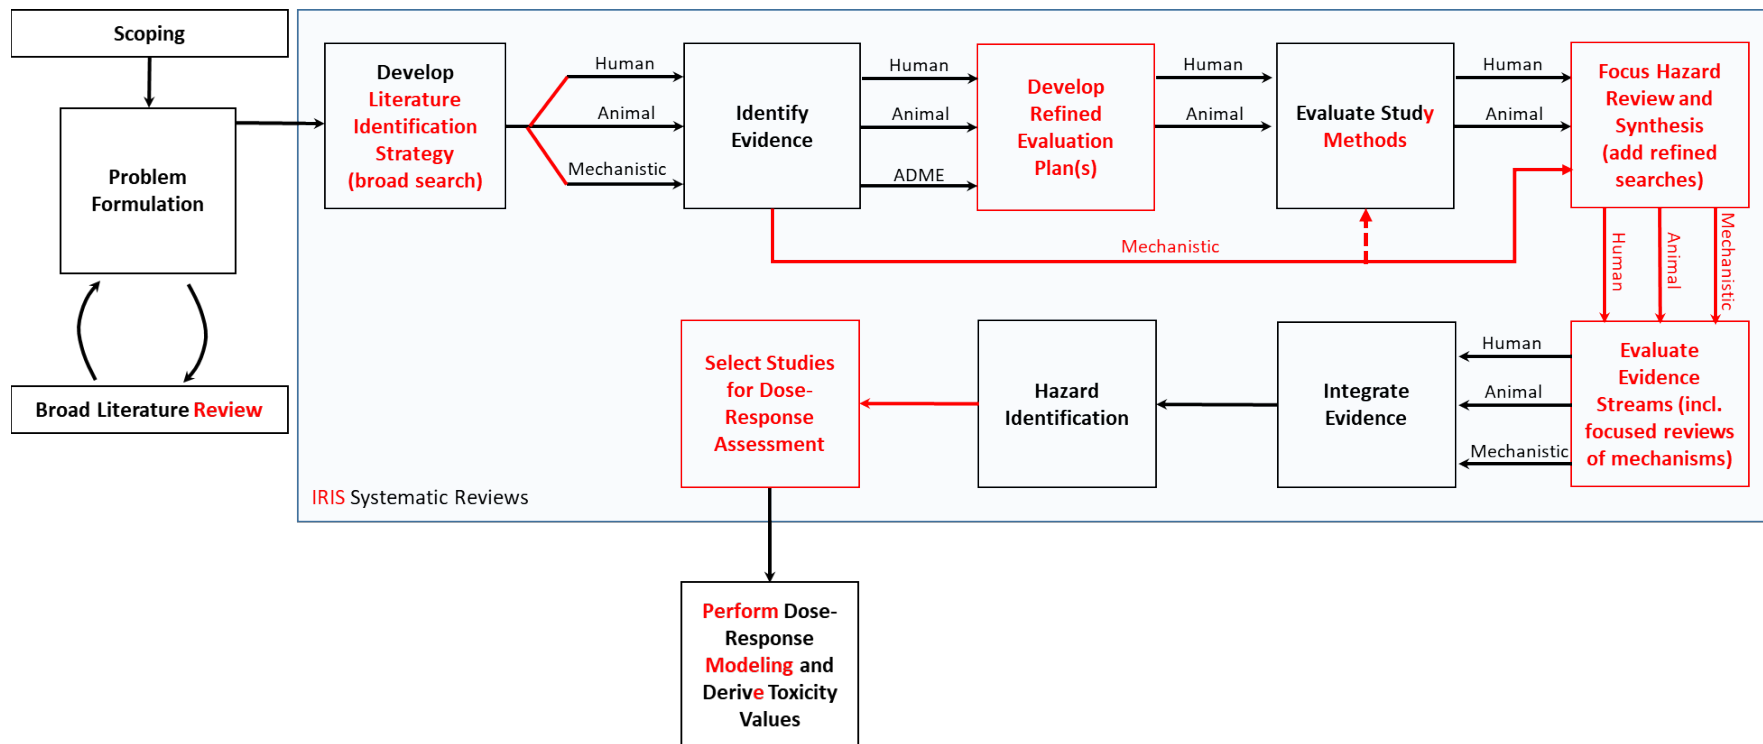 Scoping
Problem
Formulation
Broad Literature Review
Develop
Literature
Identification
Strategy
(broad search)
Human
Animal
Mechanistic
Identify
Evidence
Human
Animal
ADME
Develop
Refined
Evaluation
Plan(s)
Human
Animal
Evaluate Study
Methods
Human
Animal
Focus Hazard
Review and
Synthesis
(add refined
searches)
Mechanistic
Human
Animal
Mechanistic
Evaluate
Evidence
Streams (incl.
focused reviews
of mechanisms)
Human
Animal
Mechanistic
Integrate
Evidence
Hazard
Identification
Select Studies
for Dose-
Response
Assessment
IRIS Systematic Reviews
Perform Dose-
Response
Modeling and
Derive Toxicity
Values